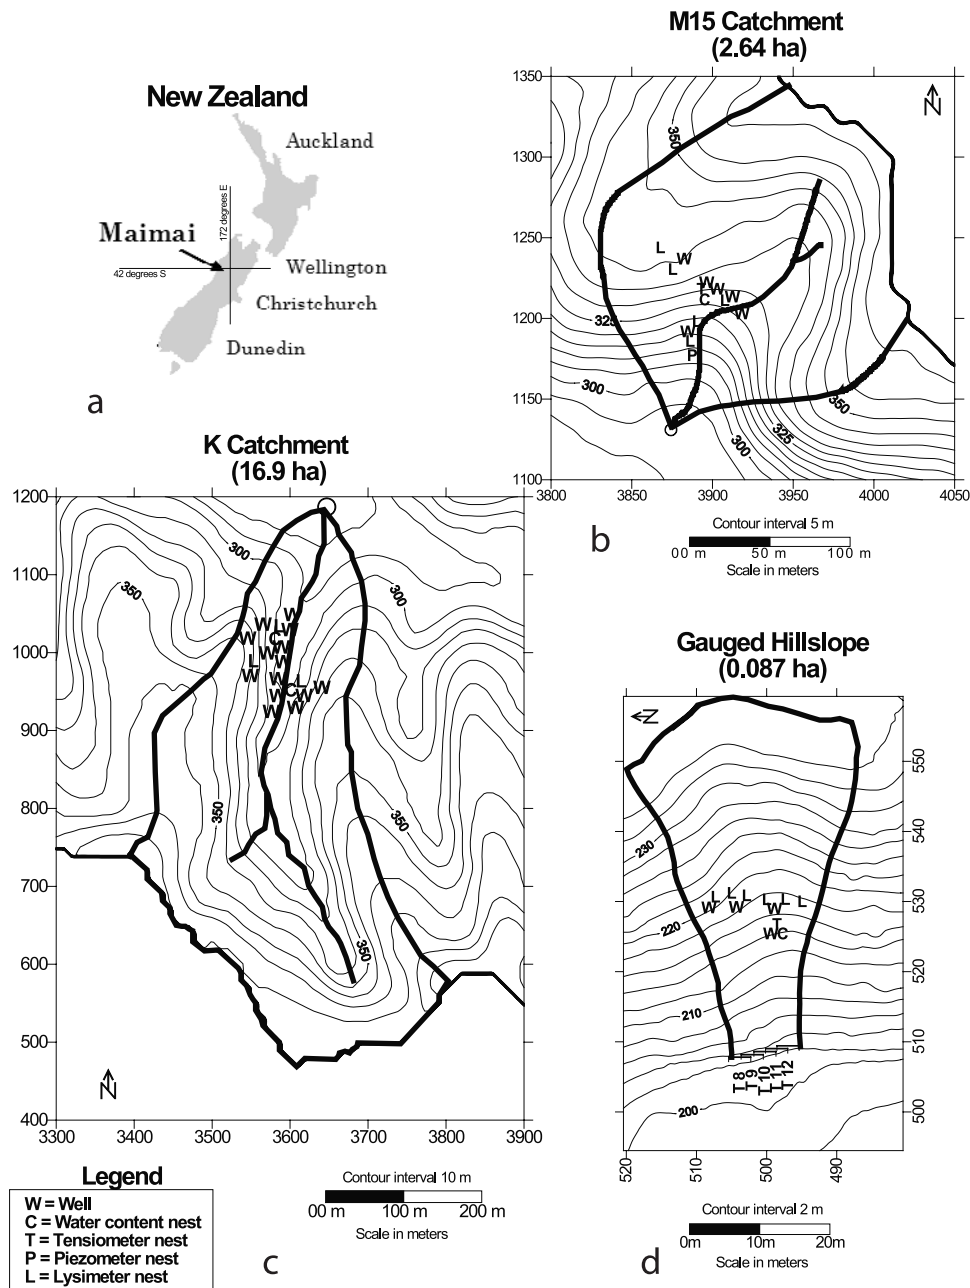 New Zealand
Auckland
172 degrees E
Maimai
42 degrees S
Wellington
Christchurch
Dunedin
a
M15 Catchment
(2.64 ha)
1350
1300
1250
1200
1150
1100
3800
3850
3900
3950
4000
4050
N
350
325
300
300
325
350
L
W
L
W
T
W
C
W
L
W
L
W
L
P
Contour interval 5 m
00 m
50 m
100 m
Scale in meters
b
K Catchment
(16.9 ha)
1200
1100
1000
900
800
700
600
500
400
3300
3400
3500
3600
3700
3800
3900
N
300
350
300
350
350
350
W
W
L
W
W
C
W
W
L
W
W
W
L
W
C
W
W
W
W
W
Contour interval 10 m
00 m
100 m
200 m
Scale in meters
c
Legend
W = Well
C = Water content nest
T = Tensiometer nest
P = Piezometer nest
L = Lysimeter nest
Gauged Hillslope
(0.087 ha)
N
230
220
210
200
550
540
530
520
510
500
520
510
500
490
L
L
L
L
L
L
W
W
W
T
W
C
T 8
T 9
T 10
T 11
T 12
Contour interval 2 m
0m
10m
20m
Scale in meters
d